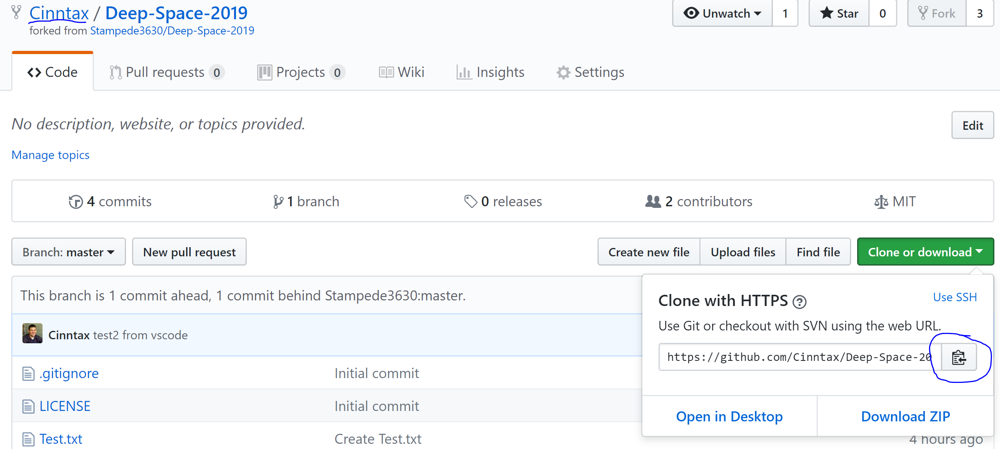 Cinntax / Deep-Space-2019
forked from Stampede3630/Deep-Space-2019
Unwatch 1
Star 0
Fork 3
Code
Pull requests 0
Projects 0
Wiki
Insights
Settings
No description, website, or topics provided.
Edit
Manage topics
4 commits
1 branch
0 releases
2 contributors
MIT
Branch: master
New pull request
Create new file
Upload files
Find file
Clone or download
This branch is 1 commit ahead, 1 commit behind Stampede3630:master.
Cinntax test2 from vscode
.gitignore Initial commit
LICENSE Initial commit
Test.txt Create Test.txt 4 hours ago
Clone with HTTPS ?
Use SSH
Use Git or checkout with SVN using the web URL.
https://github.com/Cinntax/Deep-Space-20
Open in Desktop
Download ZIP